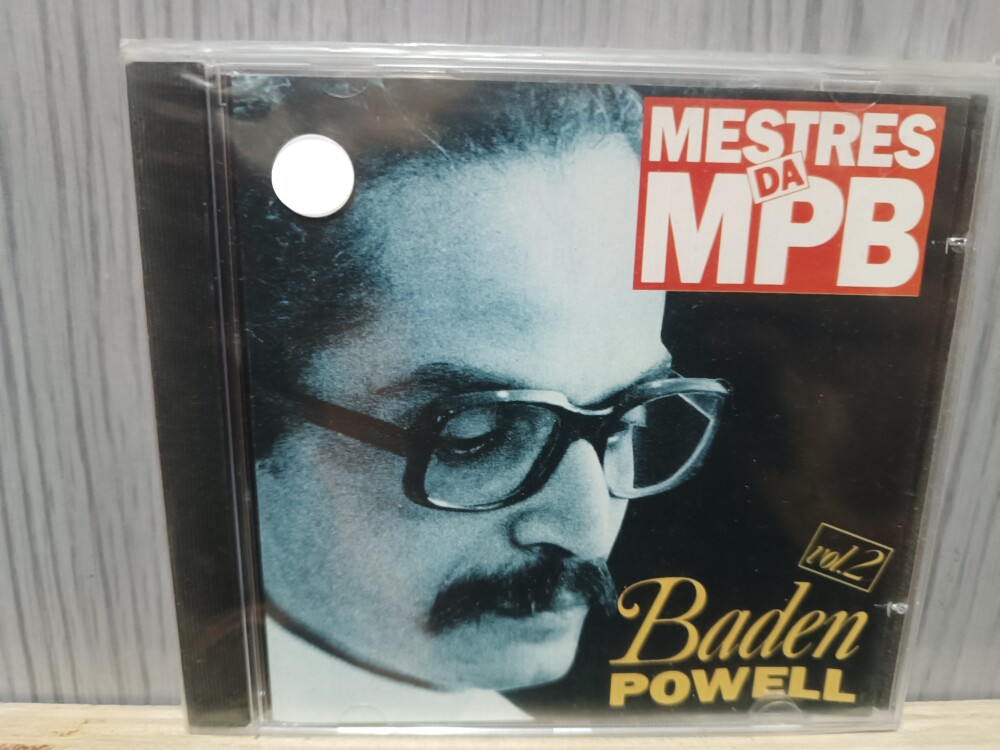 MESTRES
DA
MPB
vol.2
Baden
POWELL